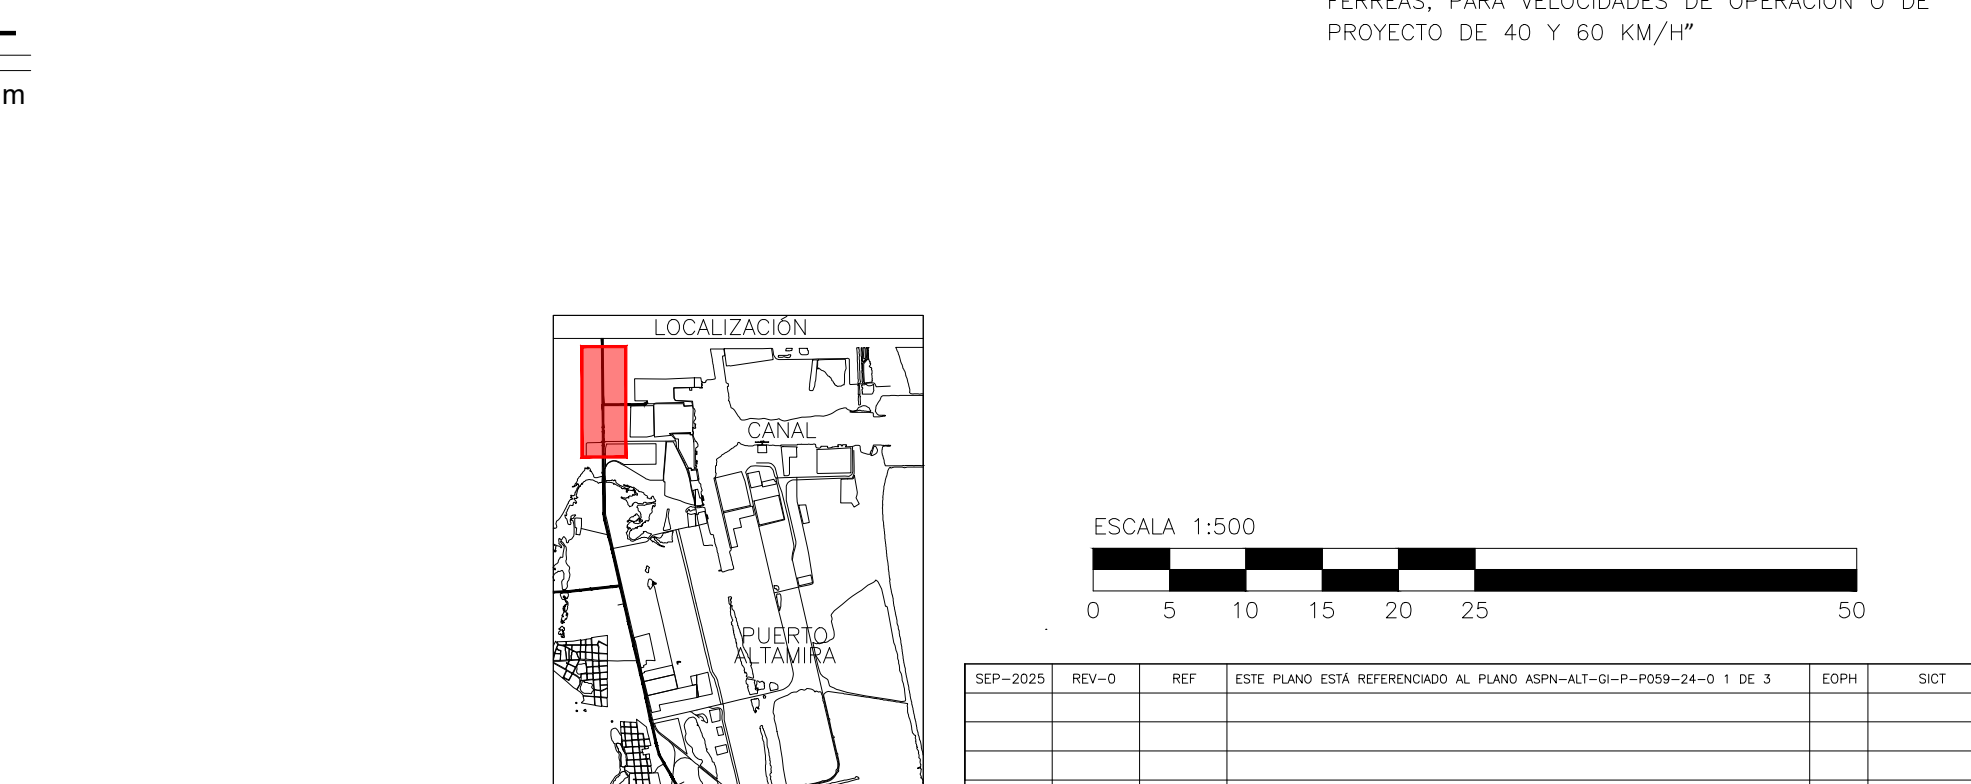 FÉRREAS, PARA VELOCIDADES DE OPERACIÓN O DE
PROYECTO DE 40 Y 60 KM/H"
m
LOCALIZACIÓN
CANAL
PUERTO
ALTAMIRA
ESCALA 1:500
0 5 10 15 20 25 50
SEP-2025 REV-0 REF ESTE PLANO ESTÁ REFERENCIADO AL PLANO ASPN-ALT-GI-P-P059-24-0 1 DE 3 EOPH SICT